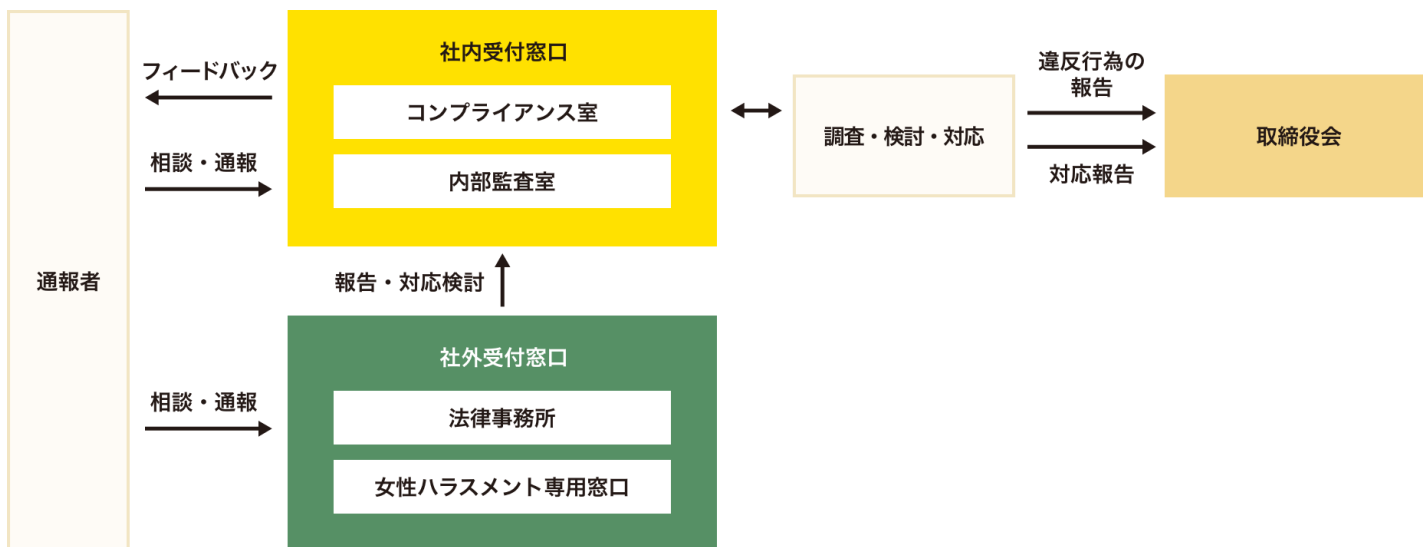 通報者
フィードバック
相談・通報
社内受付窓口
コンプライアンス室
内部監査室
調査・検討・対応
違反行為の
報告
対応報告
取締役会
報告・対応検討
相談・通報
社外受付窓口
法律事務所
女性ハラスメント専用窓口